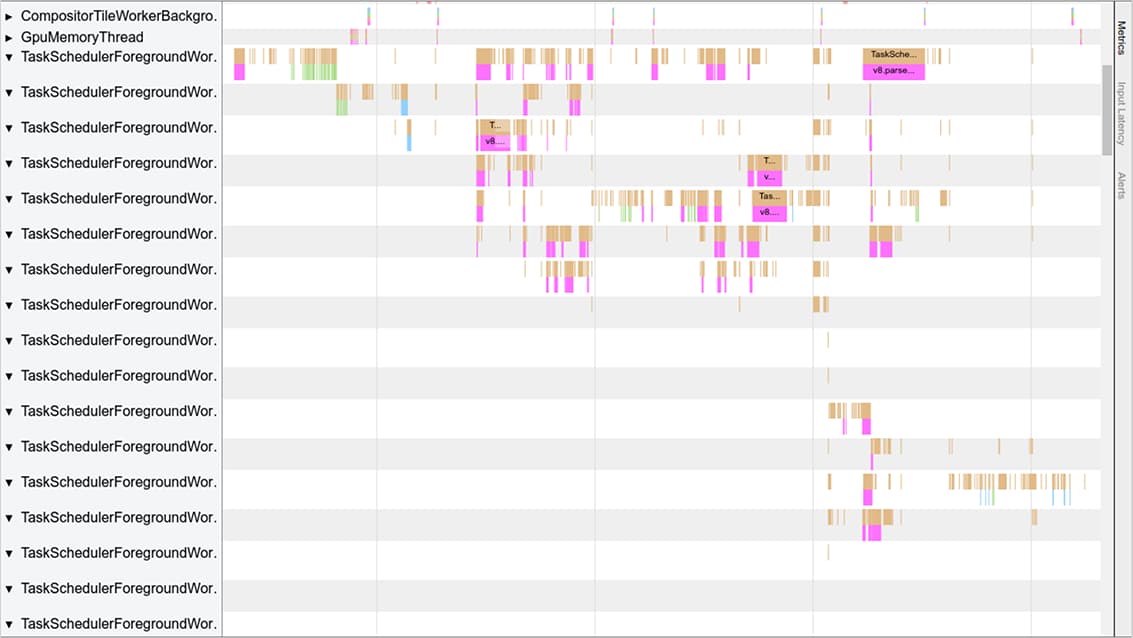 CompositorTileWorkerBackgro.
GpuMemoryThread
TaskSchedulerForegroundWor.
TaskSche...
v8.parse...
TaskSchedulerForegroundWor.
TaskSchedulerForegroundWor.
T...
v8....
TaskSchedulerForegroundWor.
T...
v...
TaskSchedulerForegroundWor.
Tas...
v8....
TaskSchedulerForegroundWor.
TaskSchedulerForegroundWor.
TaskSchedulerForegroundWor.
TaskSchedulerForegroundWor.
TaskSchedulerForegroundWor.
TaskSchedulerForegroundWor.
TaskSchedulerForegroundWor.
TaskSchedulerForegroundWor.
TaskSchedulerForegroundWor.
TaskSchedulerForegroundWor.
TaskSchedulerForegroundWor.
TaskSchedulerForegroundWor.
Metrics
Input Latency
Alerts